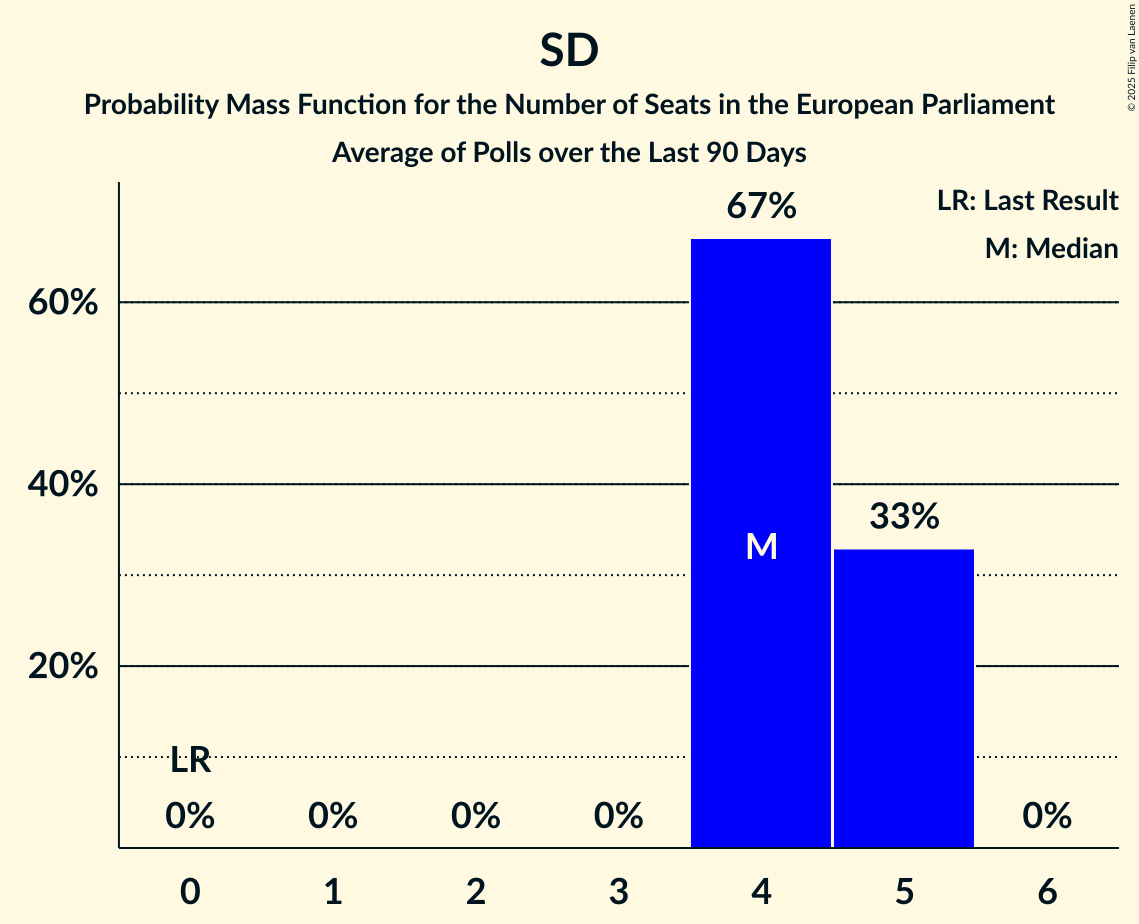 SD
Probability Mass Function for the Number of Seats in the European Parliament
Average of Polls over the Last 90 Days
© 2025 Filip van Laenen
LR: Last Result
M: Median
67%
60%
40%
33%
M
20%
LR
0% 0% 0% 0% 0%
0 1 2 3 4 5 6